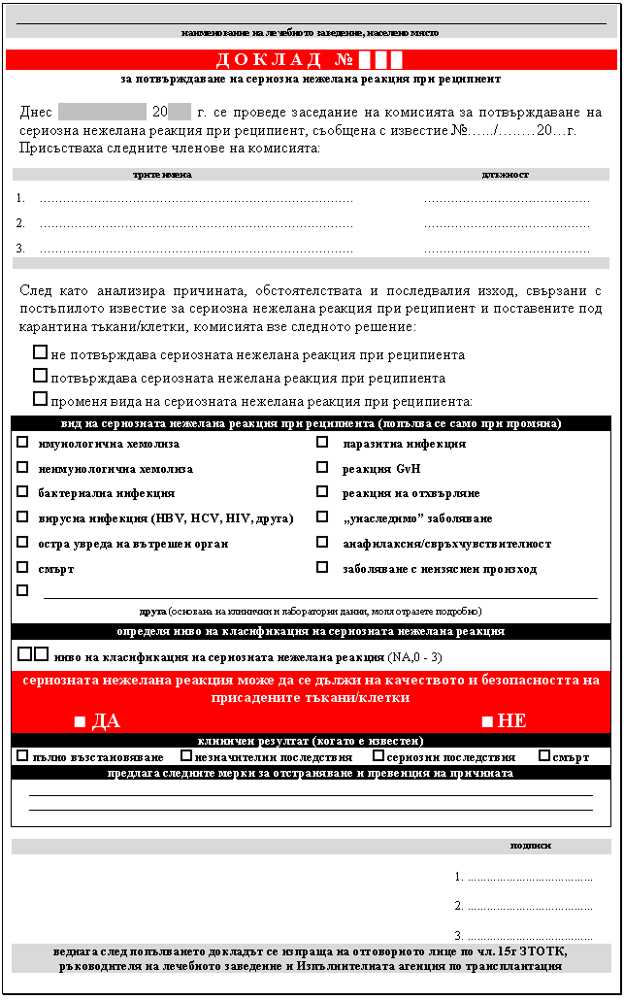 наименование на лечебното заведение, населено място
ДОКЛАД №
за потвърждаване на сериозна нежелана реакция при реципиент
Днес 20 г. се проведе заседание на комисията за потвърждаване на
сериозна нежелана реакция при реципиент, съобщена с известие №....../.........20...г.
Присъстваха следните членове на комисията:
трите имена длъжност
1. ................................................................................ ...........................................
2. ................................................................................ ...........................................
3. ................................................................................ ...........................................
След като анализира причината, обстоятелствата и последвалия изход, свързани с
постъпилото известие за сериозна нежелана реакция при реципиент и поставените под
карантина тъкани/клетки, комисията взе следното решение:
не потвърждава сериозната нежелана реакция при реципиента
потвърждава сериозната нежелана реакция при реципиента
променя вида на сериозната нежелана реакция при реципиента:
вид на сериозната нежелана реакция при реципиента (попълва се само при промяна)
имунологична хемолиза паразитна инфекция
неимунологична хемолиза реакция GvH
бактериална инфекция реакция на отхвърляне
вирусна инфекция (HBV, HCV, HIV, друга) „унаследимо” заболяване
остра увреда на вътрешен орган анафилаксия/свръхчувствителност
смърт заболяване с неизяснен произход
друга (основана на клинични и лабораторни данни, моля отразете подробно)
определя ниво на класификация на сериозната нежелана реакция
ниво на класификация на сериозната нежелана реакция (NA,0 - 3)
сериозната нежелана реакция може да се дължи на качеството и безопасността на
присадените тъкани/клетки
ДА НЕ
клиничен резултат (когато е известен)
пълно възстановяване незначителни последствия сериозни последствия смърт
предлага следните мерки за отстраняване и превенция на причината
подписи
1. .......................................
2. .......................................
3. .......................................
веднага след попълването докладът се изпраща на отговорното лице по чл. 15г ЗТОТК,
ръководителя на лечебното заведение и Изпълнителната агенция по трансплантация